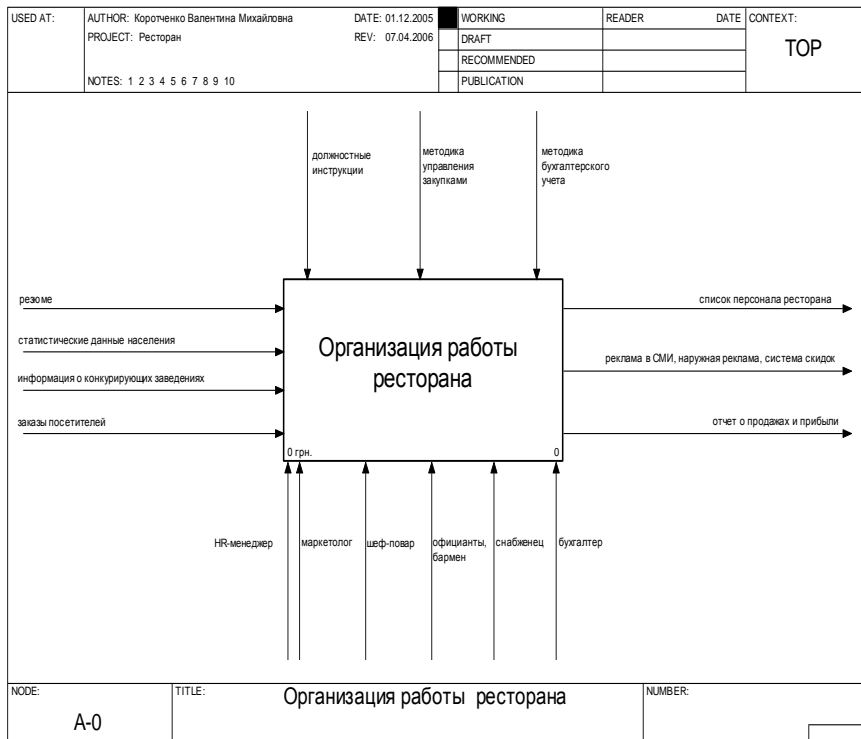 USED AT:
AUTHOR: Коротченко Валентина Михайловна
DATE: 01.12.2005
PROJECT: Ресторан
REV: 07.04.2006
NOTES: 1 2 3 4 5 6 7 8 9 10
WORKING
DRAFT
RECOMMENDED
PUBLICATION
READER
DATE
CONTEXT:
TOP
должностные
инструкции
методика
управления
закупками
методика
бухгалтерского
учета
резюме
статистические данные населения
информация о конкурирующих заведениях
заказы посетителей
Организация работы
ресторана
0 грн.
0
список персонала ресторана
реклама в СМИ, наружная реклама, система скидок
отчет о продажах и прибыли
HR-менеджер
маркетолог
шеф-повар
официанты,
бармен
снабженец
бухгалтер
NODE:
A-0
TITLE:
Организация работы ресторана
NUMBER: